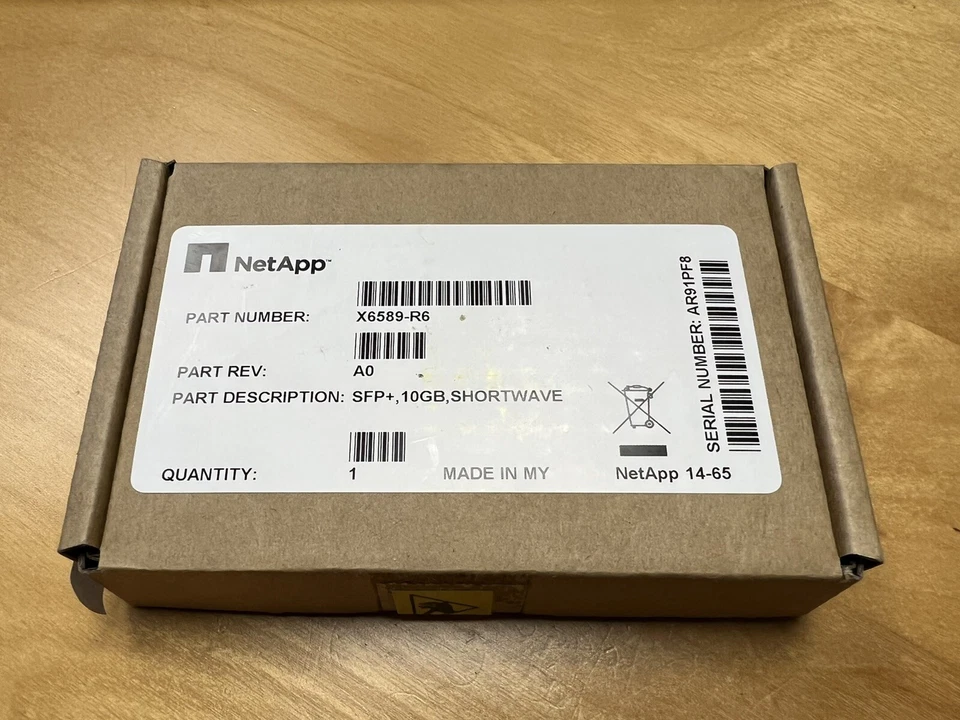 NetApp™
PART NUMBER: X6589-R6
PART REV: A0
PART DESCRIPTION: SFP+,10GB,SHORTWAVE
QUANTITY: 1 MADE IN MY NetApp 14-65
SERIAL NUMBER: AR91PF8